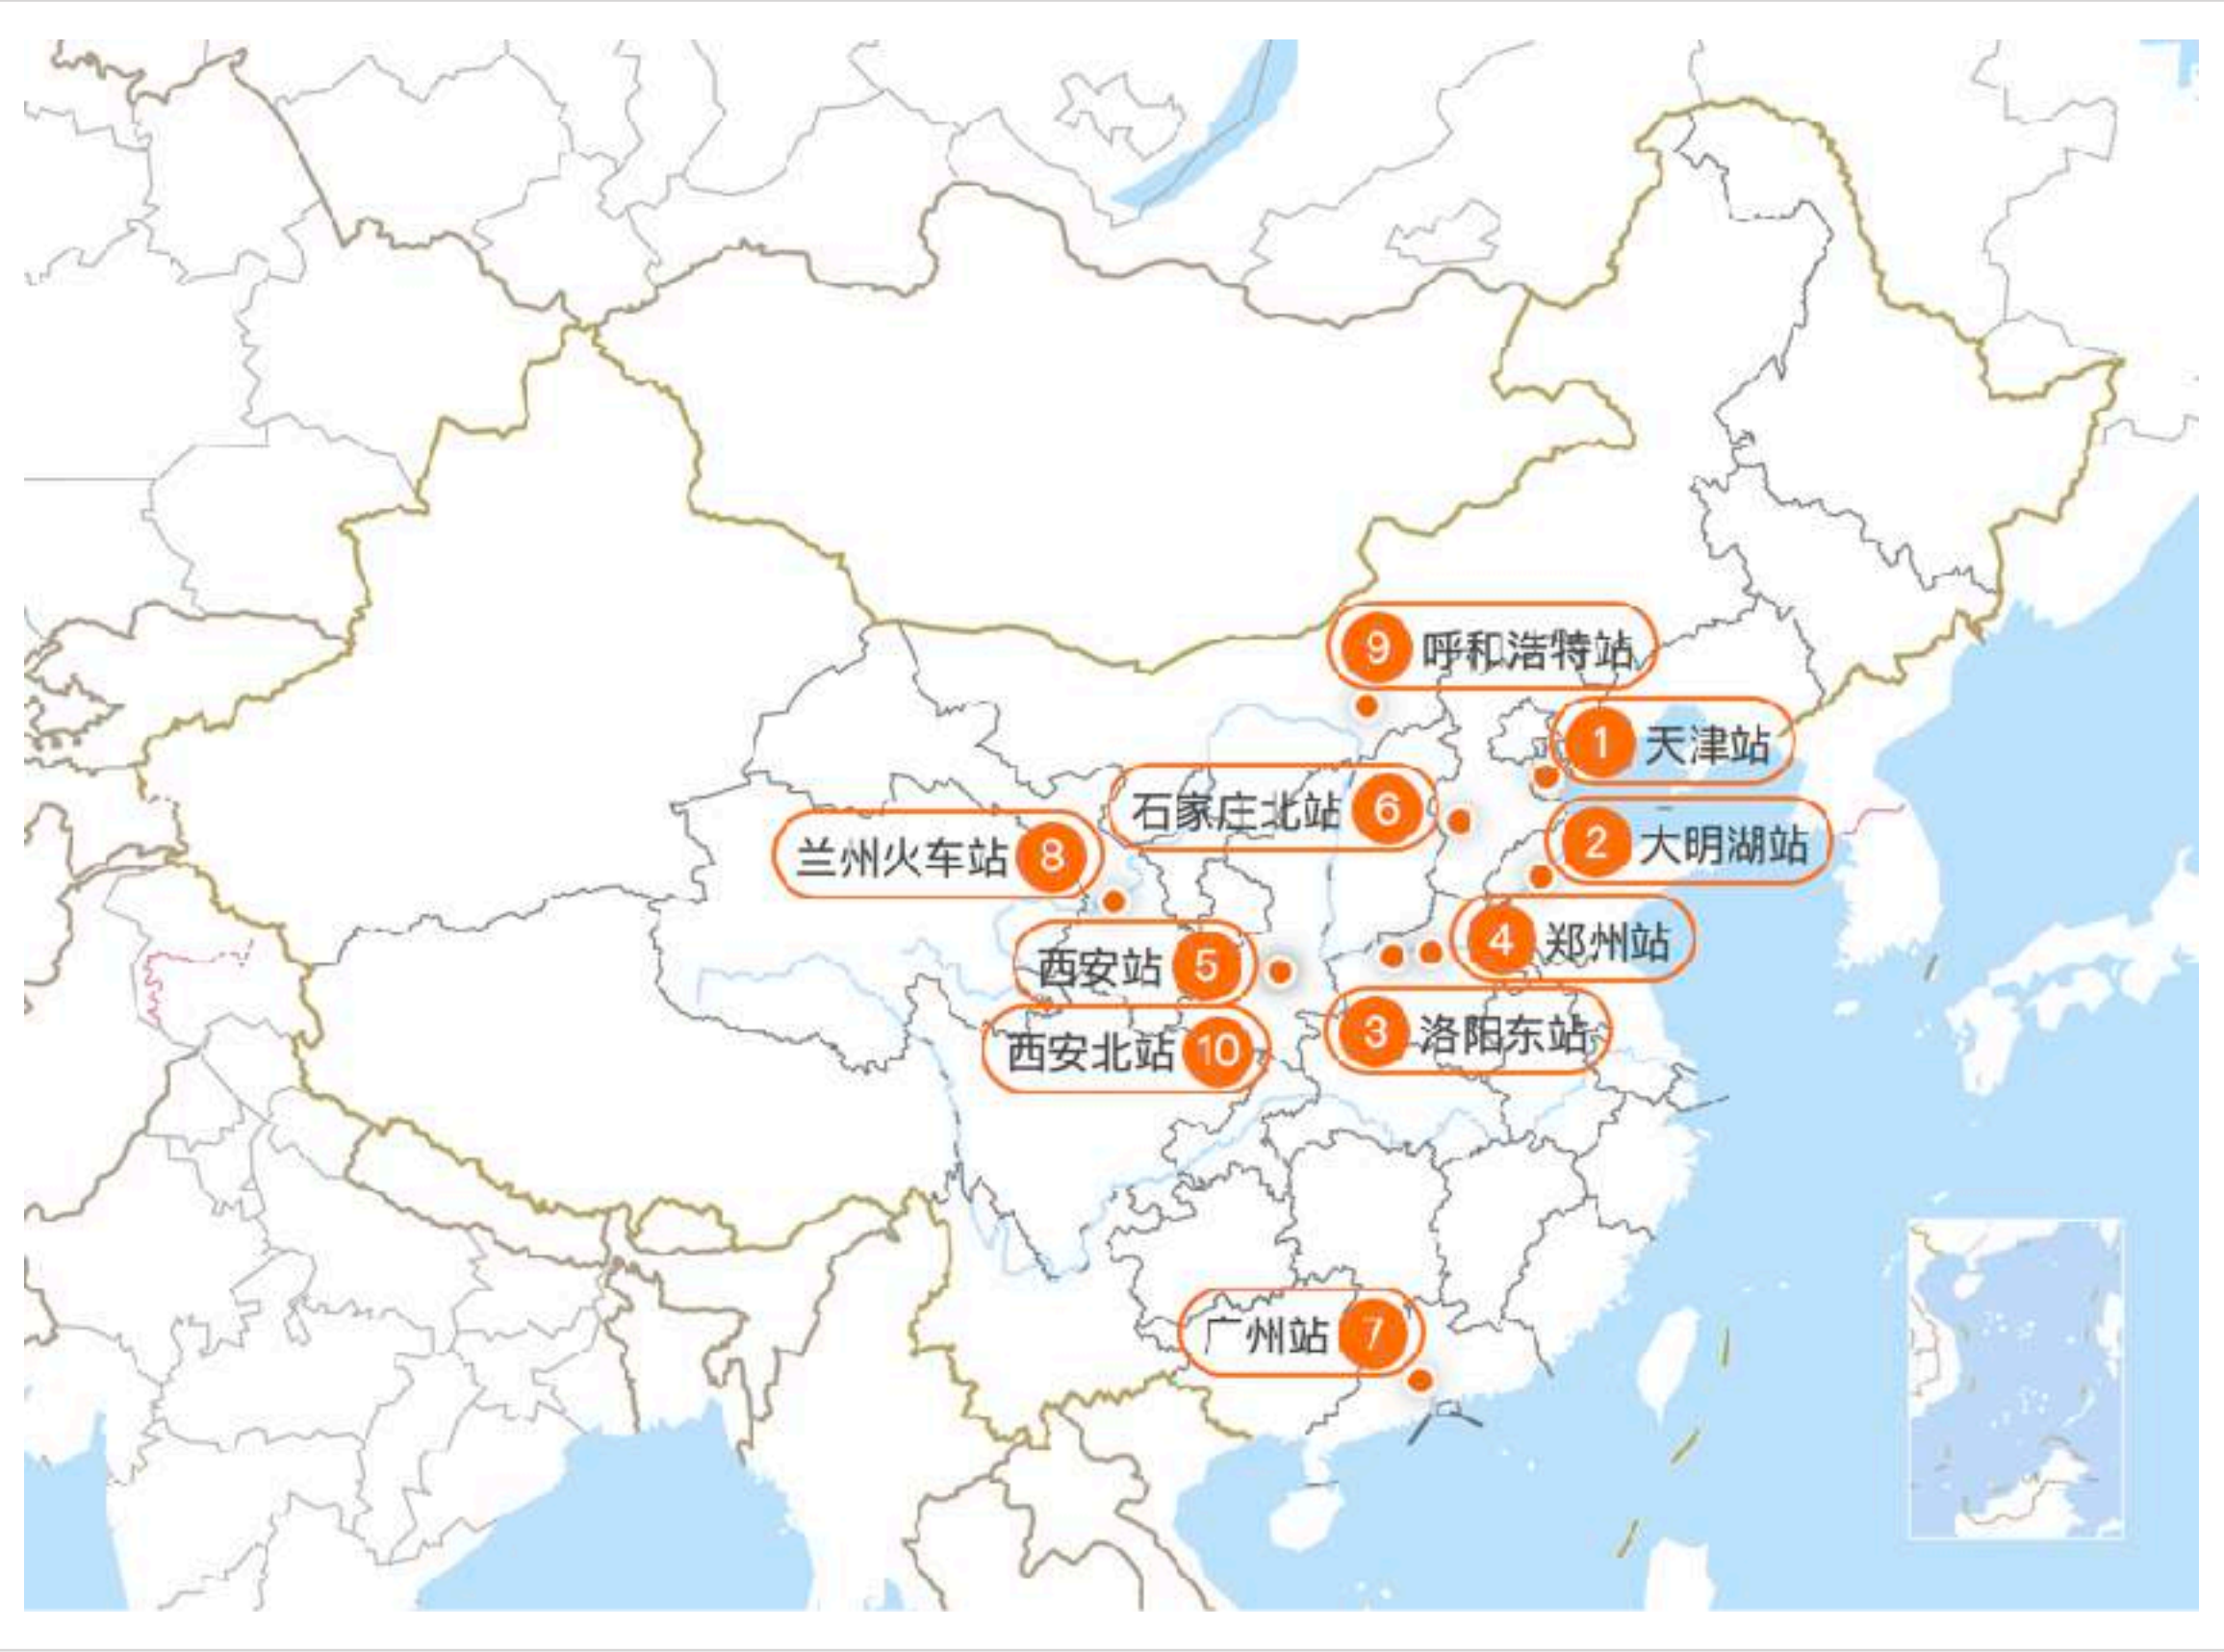 9 呼和浩特站
1 天津站
石家庄北站 6
2 大明湖站
兰州火车站 8
4 郑州站
西安站 5
3 洛阳东站
西安北站 10
广州站 7